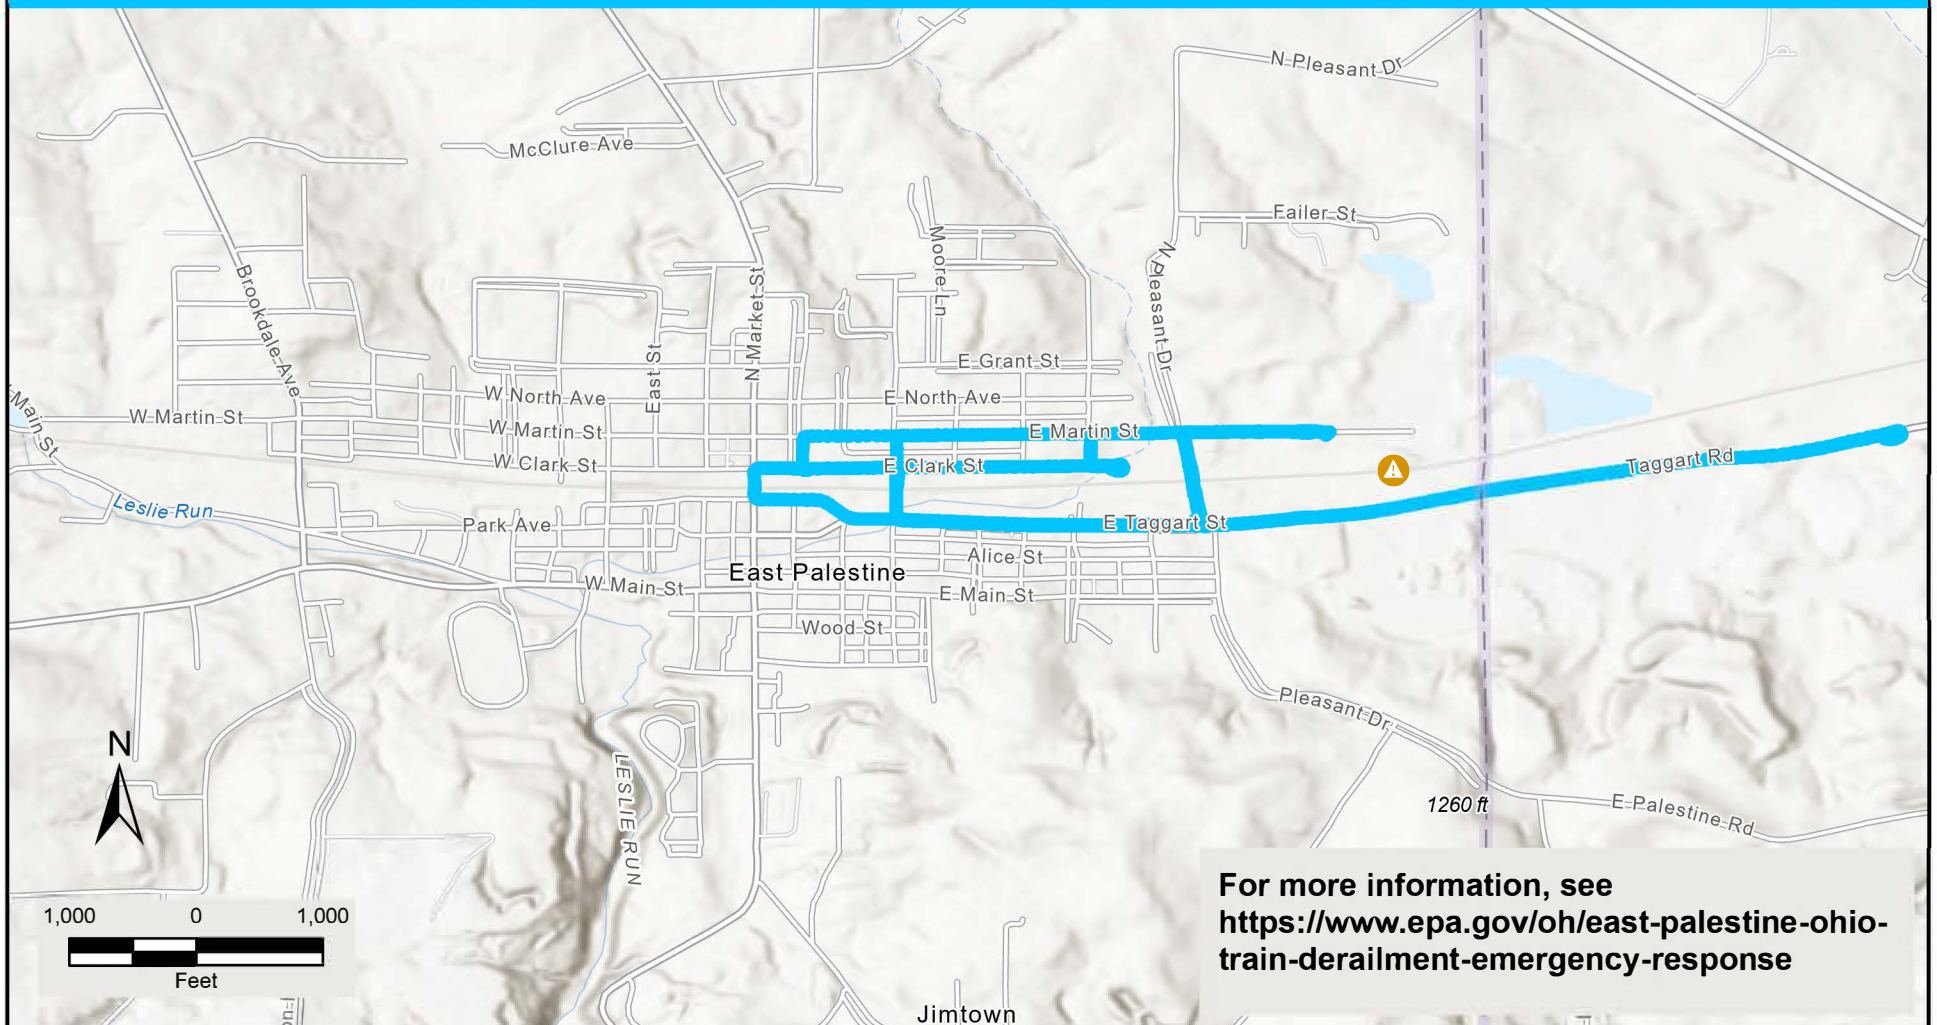 N Pleasant Dr
McClure Ave
Failer St
Moore Ln
N Pleasant Dr
Brookdale Ave
N Market St
East St
E Grant St
W North Ave
E North Ave
Main St
W Martin St
W Martin St
E Martin St
W Clark St
E Clark St
Taggart Rd
Leslie Run
Park Ave
E Taggart St
Alice St
East Palestine
W Main St
E Main St
Wood St
Pleasant Dr
N
LESLIE RUN
1260 ft
E Palestine Rd
For more information, see
https://www.epa.gov/oh/east-palestine-ohio-
train-derailment-emergency-response
1,000 0 1,000
Feet
Jimtown